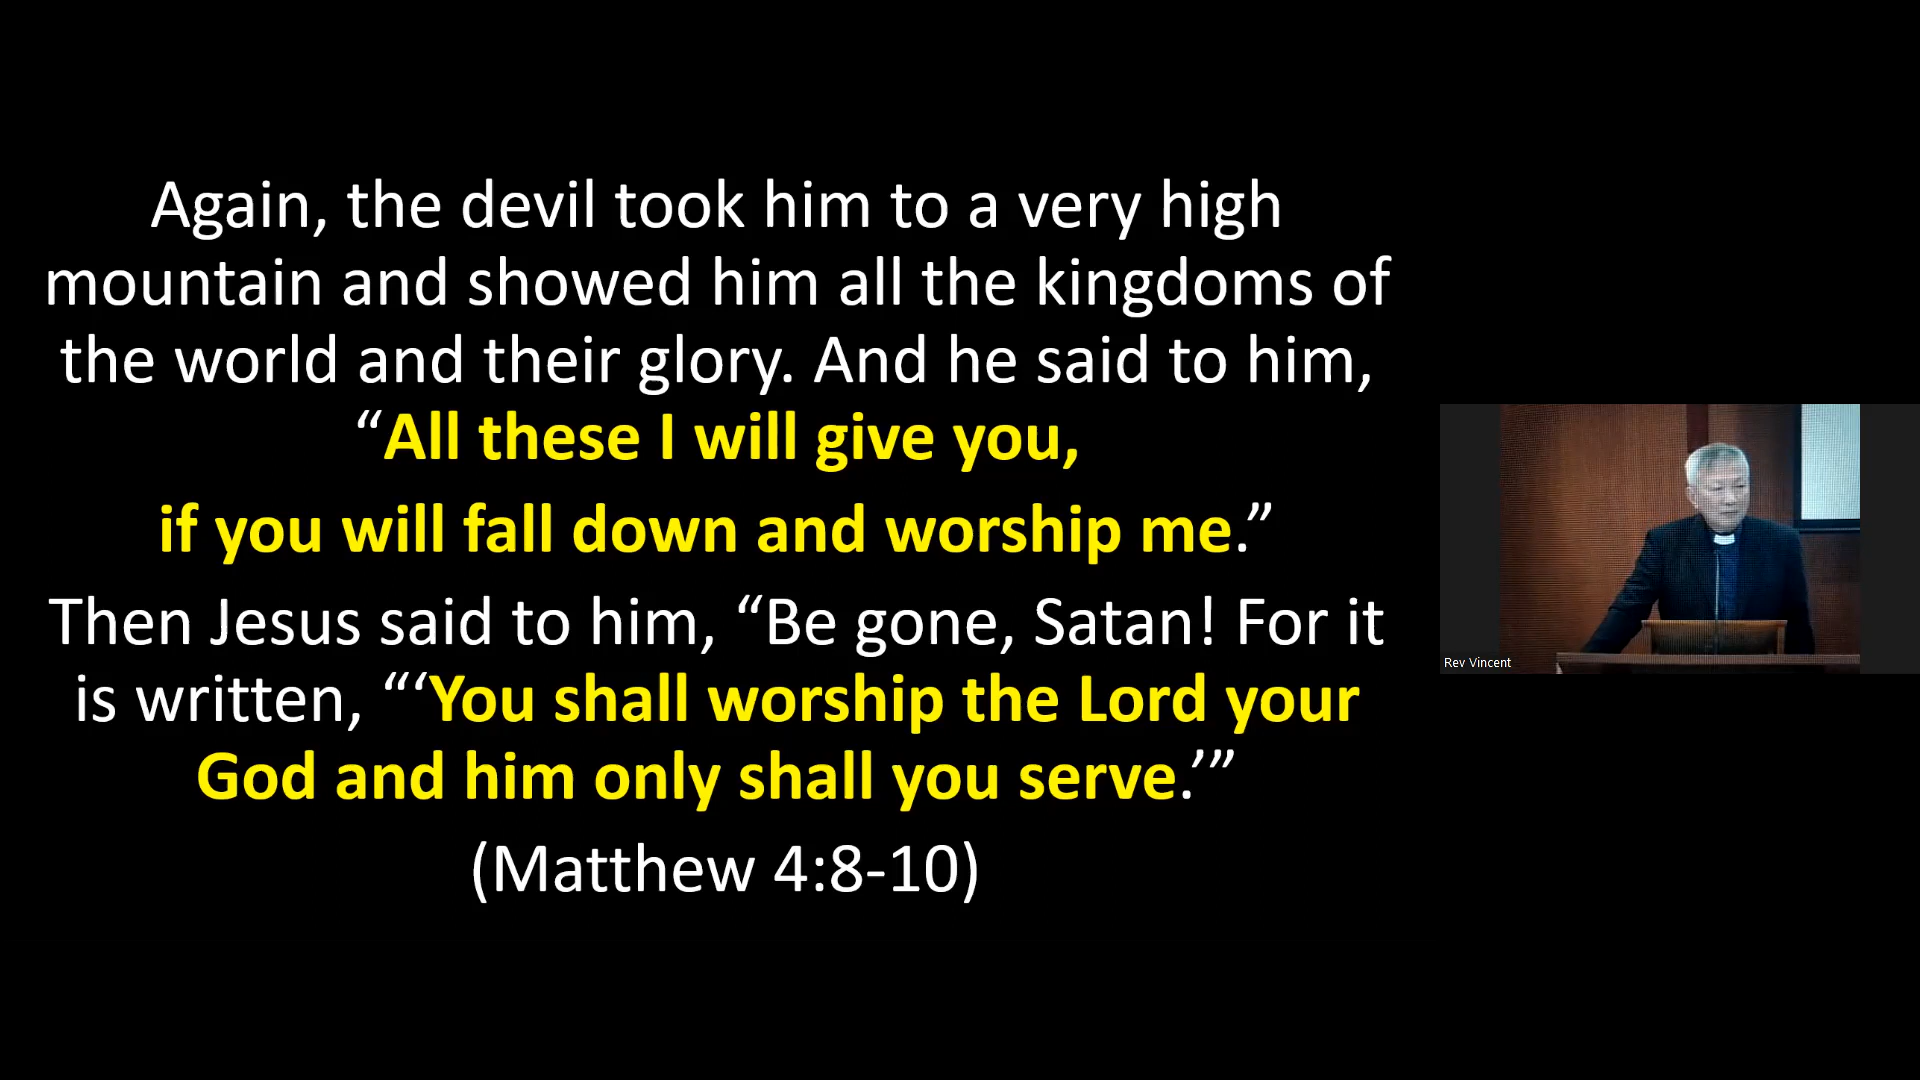 Again, the devil took him to a very high
mountain and showed him all the kingdoms of
the world and their glory. And he said to him,
“All these I will give you,
if you will fall down and worship me.”
Then Jesus said to him, “Be gone, Satan! For it
is written, “‘You shall worship the Lord your
God and him only shall you serve.’”
(Matthew 4:8-10)
Rev Vincent